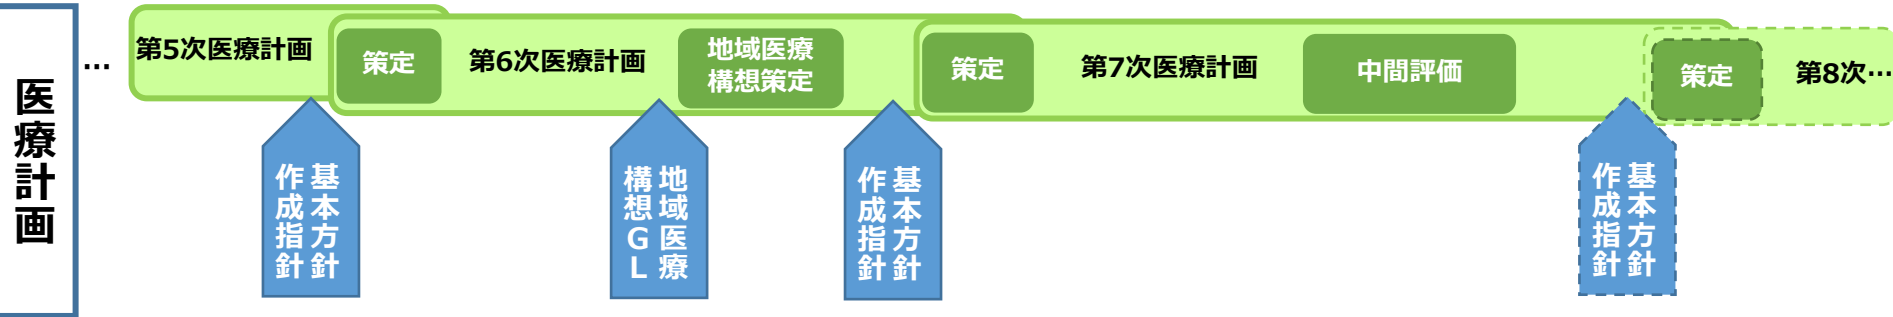 医療計画
…
第5次医療計画
策定
第6次医療計画
地域医療
構想策定
策定
第7次医療計画
中間評価
策定
第8次…
基本方針
作成指針
地域医療
構想GL
基本方針
作成指針
基本方針
作成指針